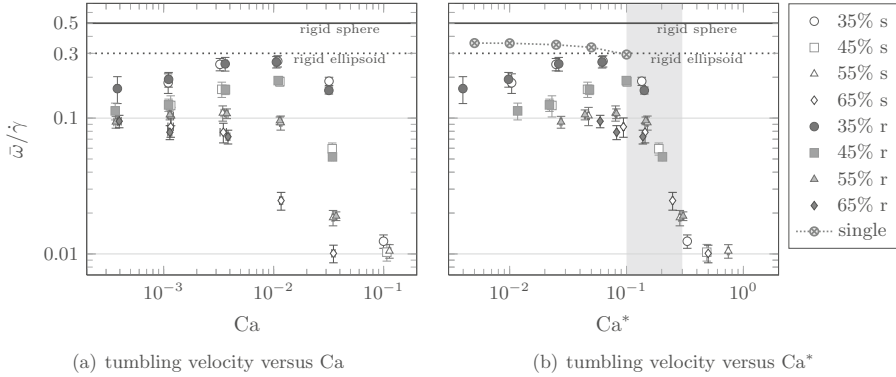 0.5
0.3
0.1
0.01
ω̄/γ̇
rigid sphere
rigid ellipsoid
10⁻³
10⁻²
10⁻¹
Ca
(a) tumbling velocity versus Ca
rigid sphere
rigid ellipsoid
10⁻²
10⁻¹
10⁰
Ca*
(b) tumbling velocity versus Ca*
35% s
45% s
55% s
65% s
35% r
45% r
55% r
65% r
single